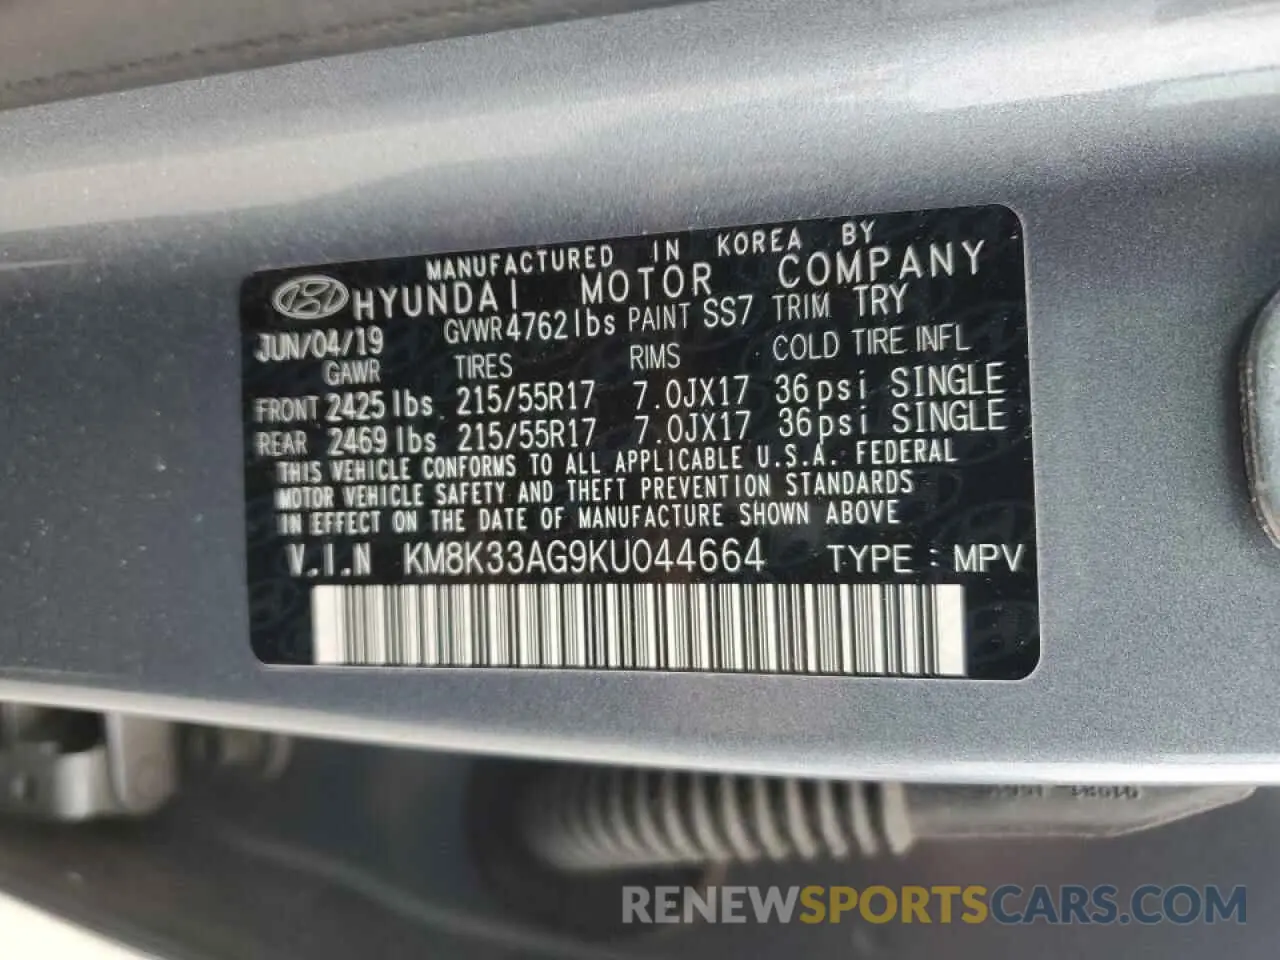 MANUFACTURED IN KOREA BY
HYUNDAI MOTOR COMPANY
JUN/04/19 GVWR 4762 lbs PAINT SS7 TRIM TRY
GAWR TIRES RIMS COLD TIRE INFL
FRONT 2425 lbs 215/55R17 7.0JX17 36psi SINGLE
REAR 2469 lbs 215/55R17 7.0JX17 36psi SINGLE
THIS VEHICLE CONFORMS TO ALL APPLICABLE U.S.A. FEDERAL
MOTOR VEHICLE SAFETY AND THEFT PREVENTION STANDARDS
IN EFFECT ON THE DATE OF MANUFACTURE SHOWN ABOVE
V.I.N KM8K33AG9KU044664 TYPE : MPV
RENEWSPORTSCARS.COM